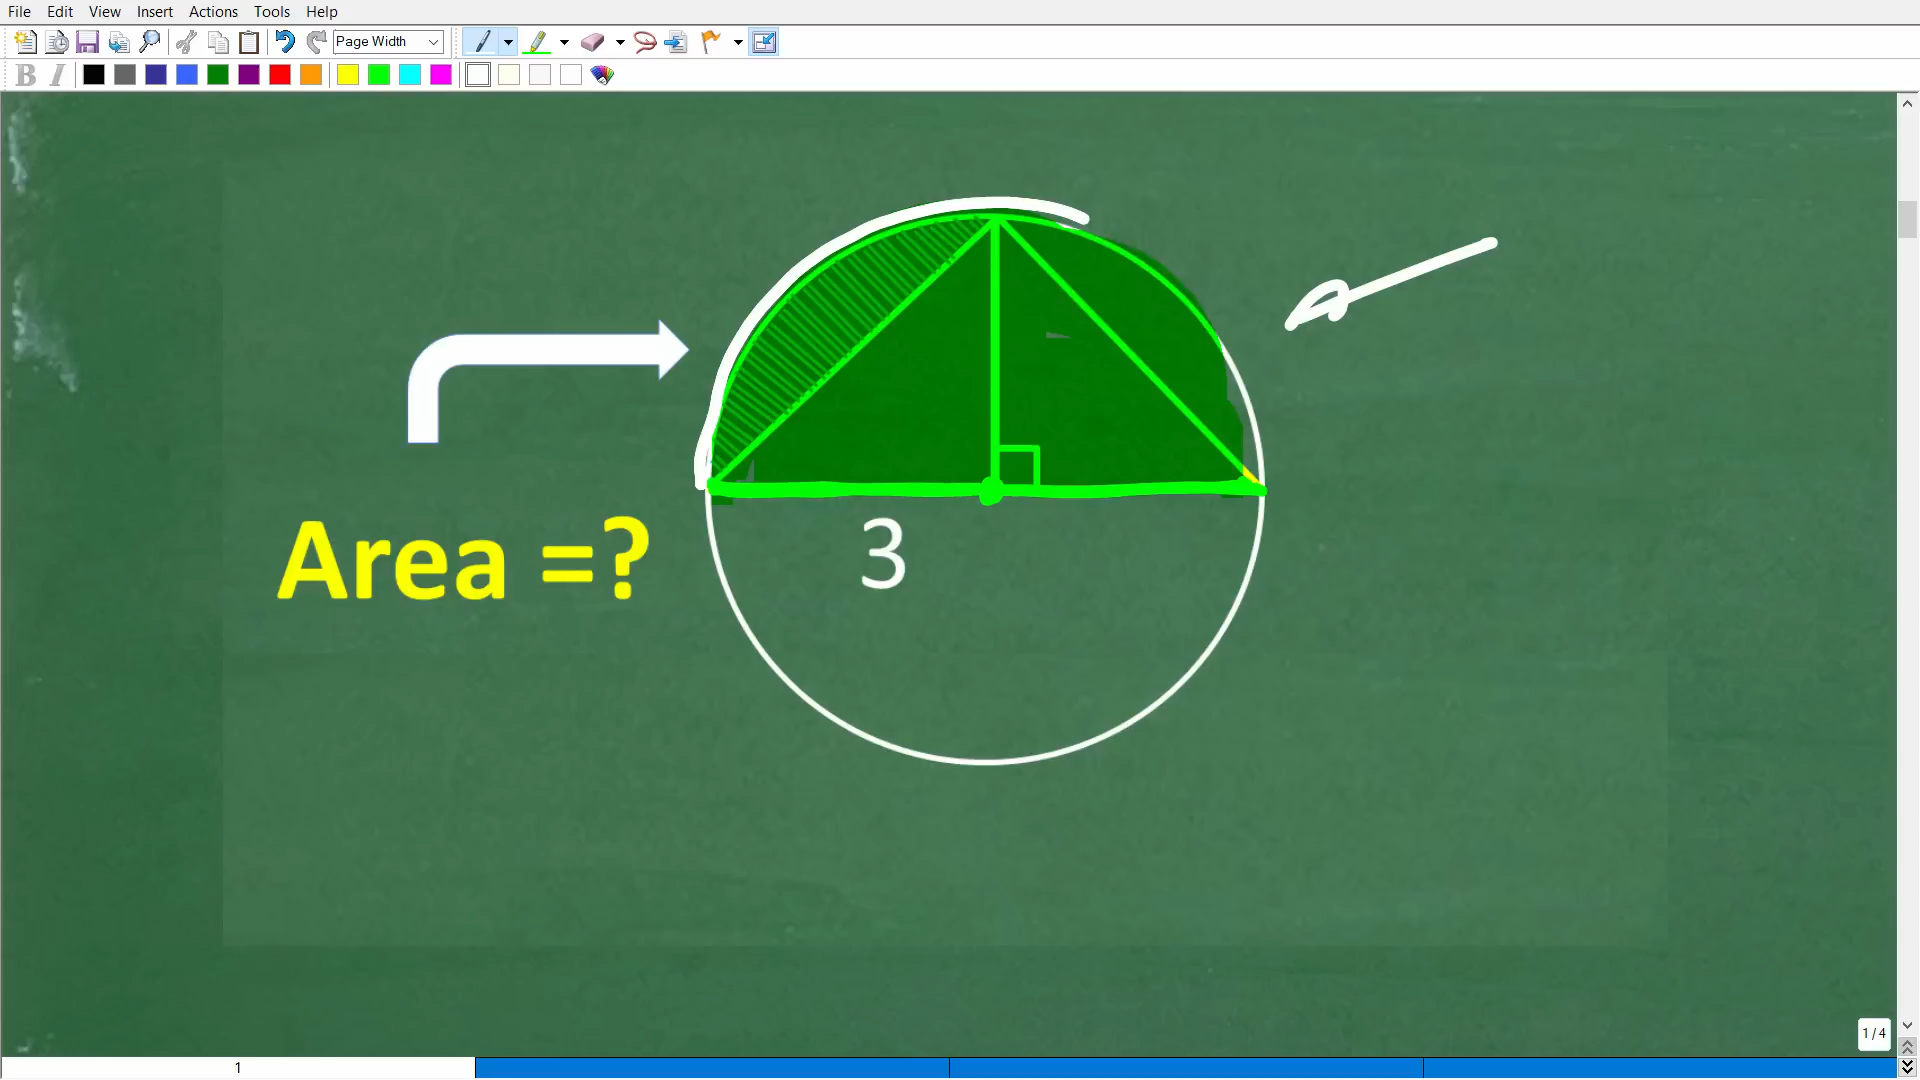 File Edit View Insert Actions Tools Help
Page Width
B I
Area =?
3
1 / 4
1